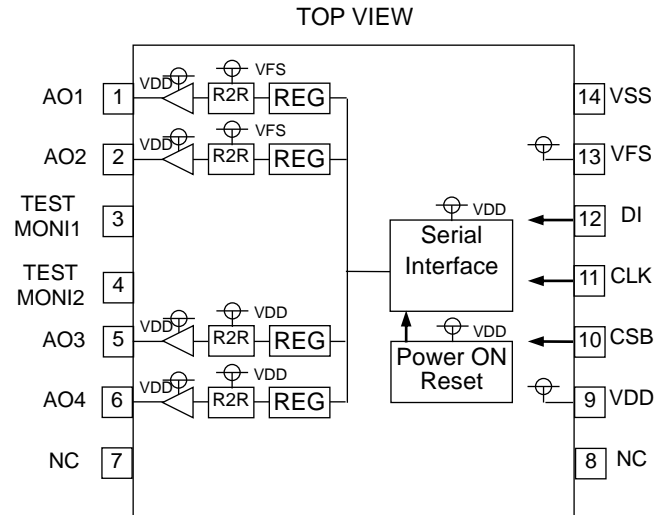 TOP VIEW
AO1 1 VDD R2R VFS REG 14 VSS
AO2 2 VDD R2R VFS REG 13 VFS
TEST
MONI1 3
VDD 12 DI
Serial
Interface
TEST
MONI2 4
11 CLK
AO3 5 VDD R2R VDD REG VDD 10 CSB
Power ON
Reset
AO4 6 VDD R2R VDD REG 9 VDD
NC 7 8 NC